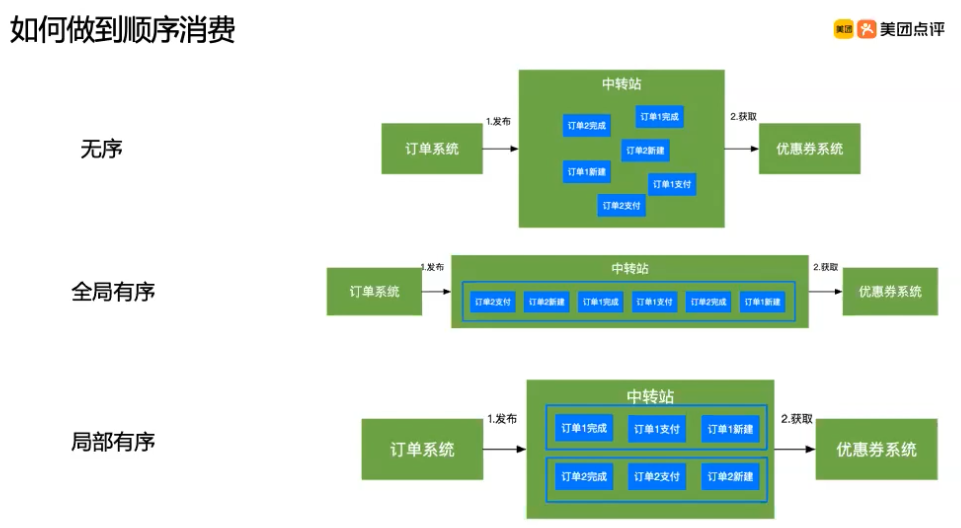 如何做到顺序消费
美团 美团点评
无序
订单系统
1.发布
中转站
订单2完成
订单1完成
订单2新建
订单1新建
订单1支付
订单2支付
2.获取
优惠券系统
全局有序
订单系统
1.发布
中转站
订单2支付 订单2新建 订单1完成 订单1支付 订单2完成 订单1新建
2.获取
优惠券系统
局部有序
订单系统
1.发布
中转站
订单1完成 订单1支付 订单1新建
订单2完成 订单2支付 订单2新建
2.获取
优惠券系统